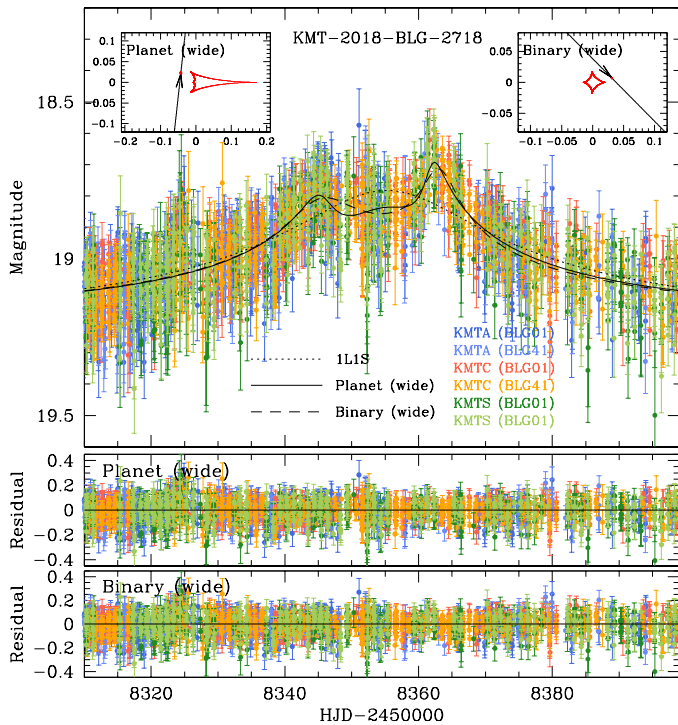 KMT-2018-BLG-2718
Planet (wide)
0.1
0.05
0
-0.05
-0.1
-0.2
-0.1
0
0.1
0.2
Binary (wide)
0.05
0
-0.05
0
0.05
0.1
18.5
19
19.5
Magnitude
1L1S
Planet (wide)
Binary (wide)
KMTA (BLG01)
KMTA (BLG41)
KMTC (BLG01)
KMTC (BLG41)
KMTS (BLG01)
KMTS (BLG01)
Planet (wide)
0.4
0.2
0
-0.2
-0.4
Residual
Binary (wide)
0.4
0.2
0
-0.2
-0.4
Residual
8320
8340
8360
8380
HJD-2450000